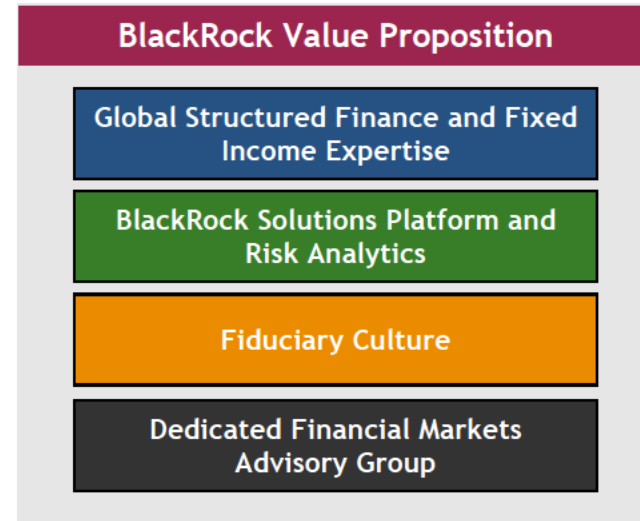 BlackRock Value Proposition
Global Structured Finance and Fixed
Income Expertise
BlackRock Solutions Platform and
Risk Analytics
Fiduciary Culture
Dedicated Financial Markets
Advisory Group